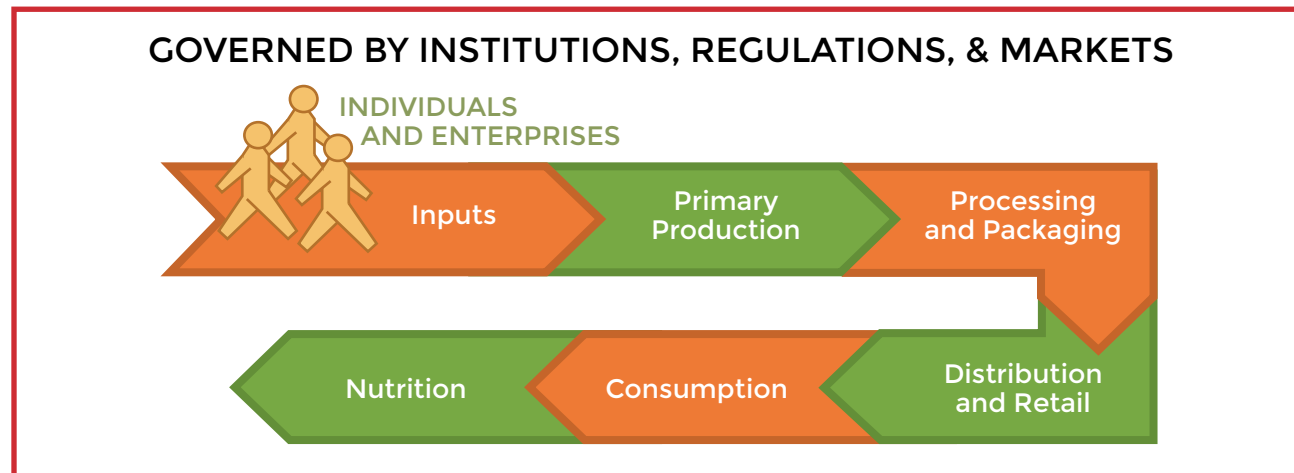 GOVERNED BY INSTITUTIONS, REGULATIONS, & MARKETS
INDIVIDUALS
AND ENTERPRISES
Inputs
Primary
Production
Processing
and Packaging
Distribution
and Retail
Consumption
Nutrition